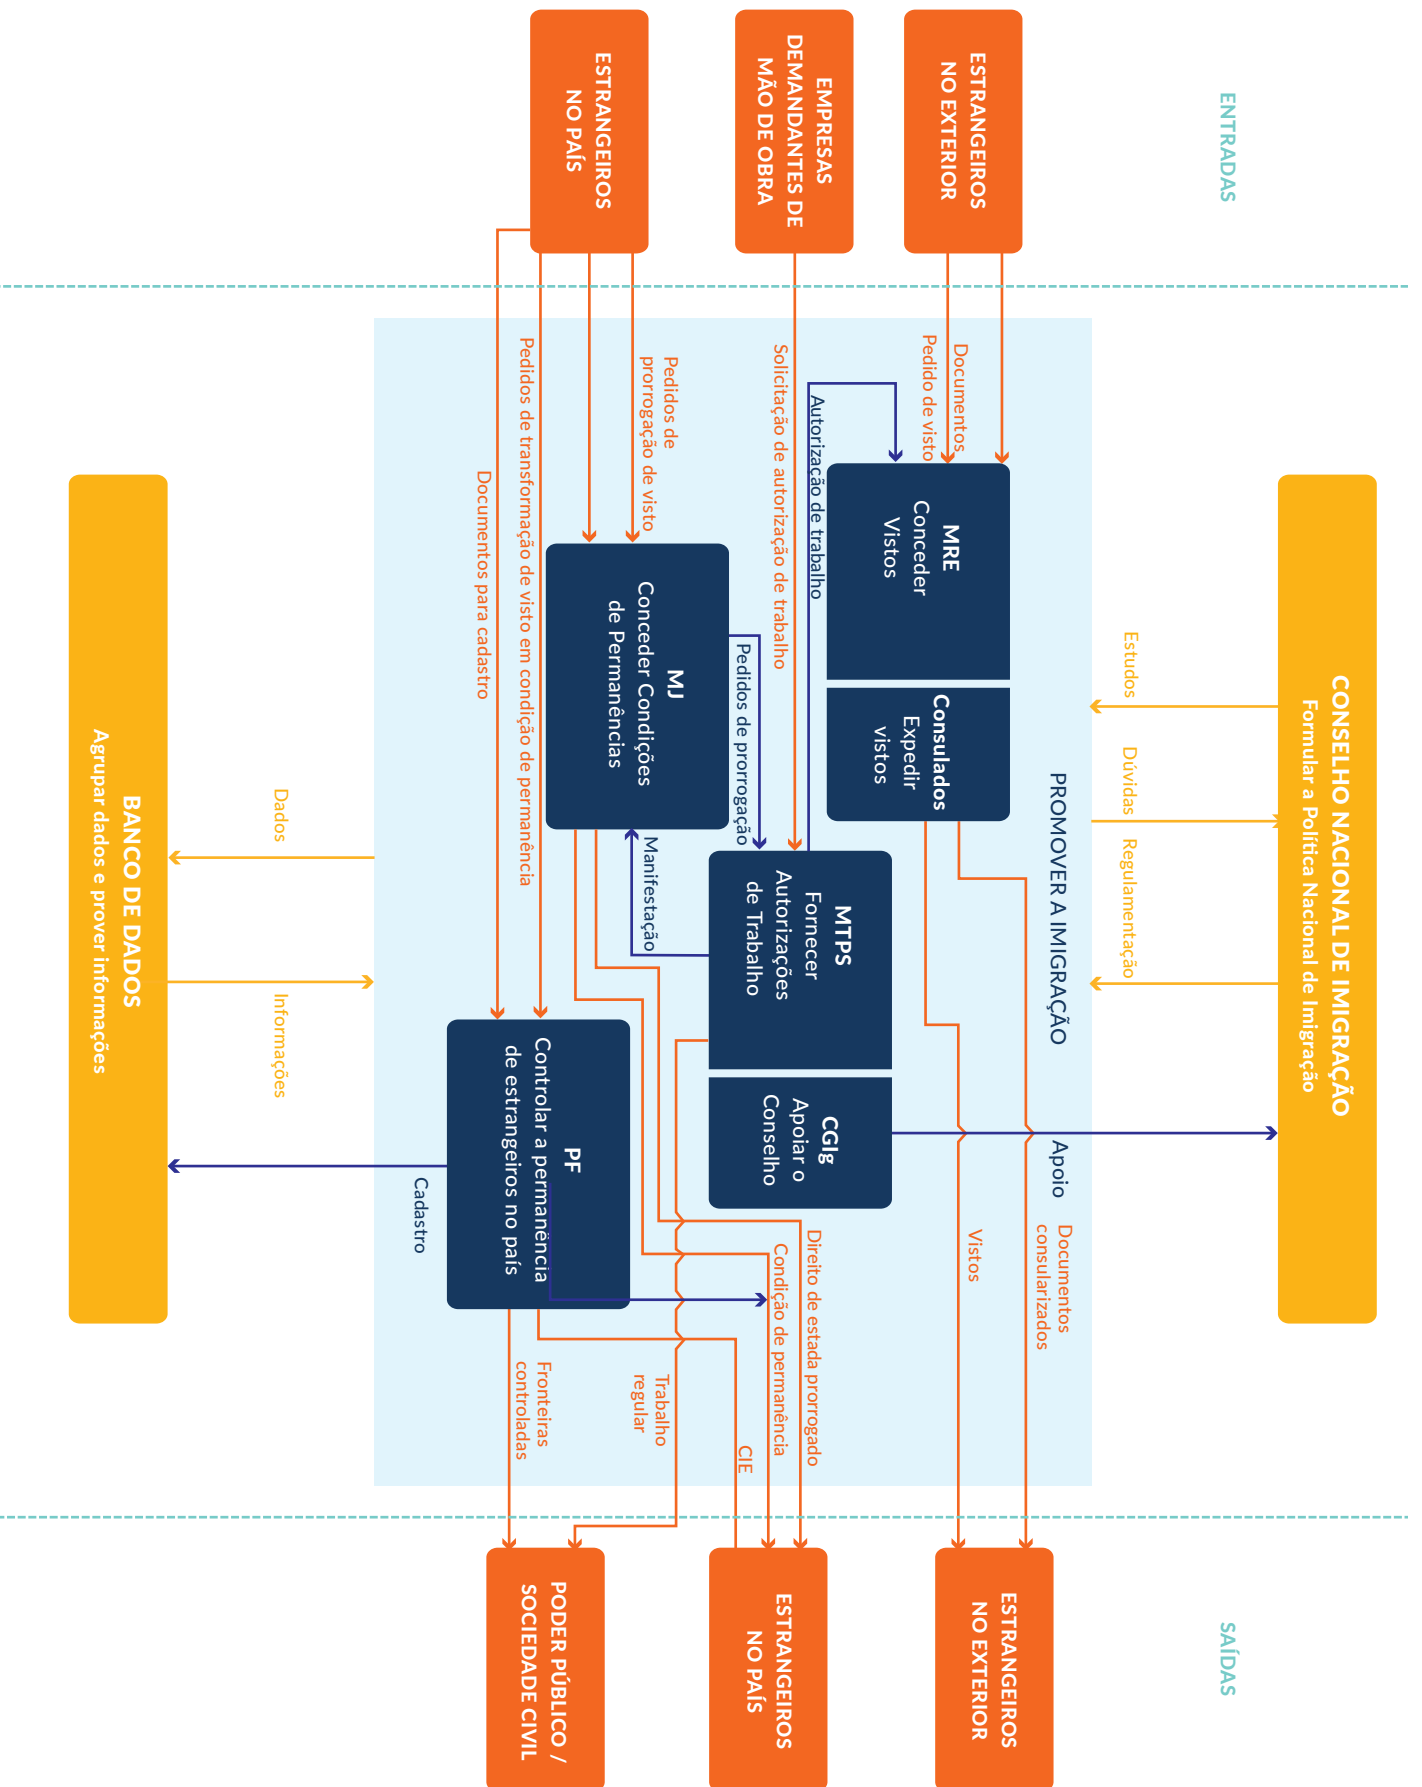 CONSELHO NACIONAL DE IMIGRAÇÃO
Formular a Política Nacional de Imigração
ENTRADAS
SAÍDAS
Estudos
Dúvidas
Regulamentação
PROMOVER A IMIGRAÇÃO
Apoio
ESTRANGEIROS
NO EXTERIOR
Documentos
Pedido de visto
MRE
Conceder
Vistos
Consulados
Expedir
vistos
Documentos
consularizados
Vistos
ESTRANGEIROS
NO EXTERIOR
EMPRESAS
DEMANDANTES DE
MÃO DE OBRA
Autorização de trabalho
Solicitação de autorização de trabalho
MTPS
Fornecer
Autorizações
de Trabalho
CGIg
Apoiar o
Conselho
Direito de estada prorrogado
Condição de permanência
CIE
ESTRANGEIROS
NO PAÍS
Pedidos de prorrogação
Manifestação
ESTRANGEIROS
NO PAÍS
Pedidos de
prorrogação de visto
MJ
Conceder Condições
de Permanências
Trabalho
regular
Pedidos de transformação de visto em condição de permanência
Documentos para cadastro
PF
Controlar a permanência
de estrangeiros no país
Fronteiras
controladas
PODER PÚBLICO /
SOCIEDADE CIVIL
Cadastro
Dados
Informações
BANCO DE DADOS
Agrupar dados e prover informações